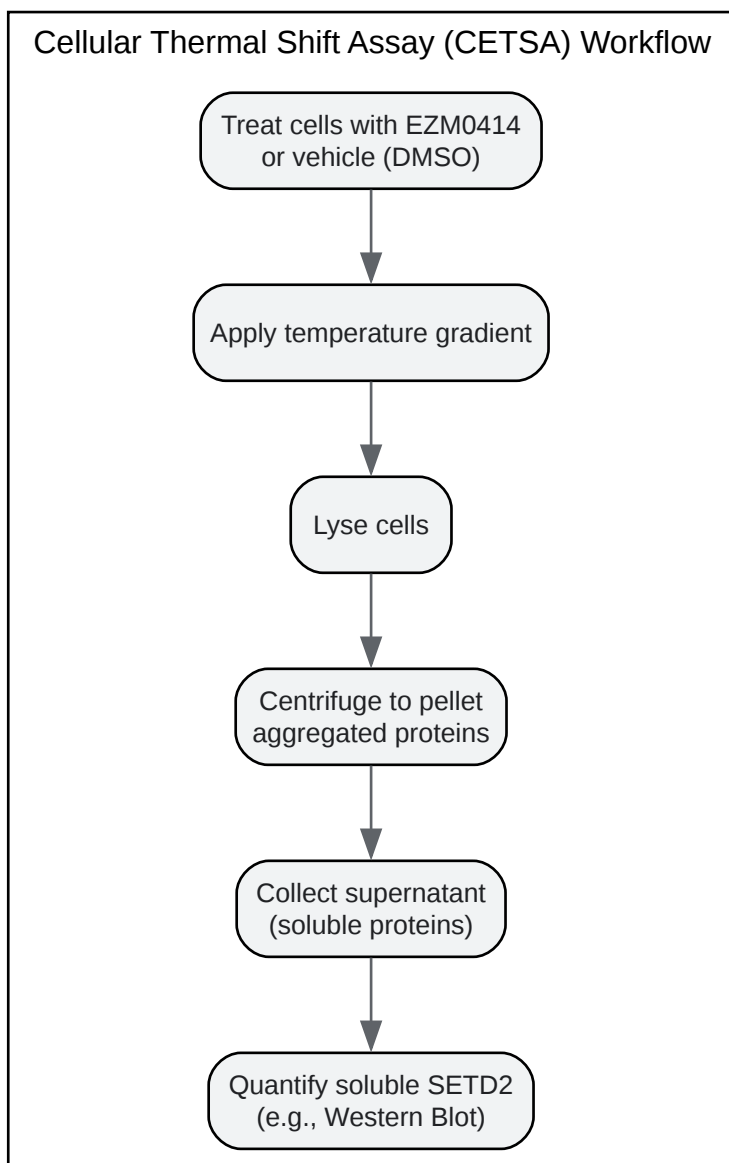 Cellular Thermal Shift Assay (CETSA) Workflow
Treat cells with EZM0414
or vehicle (DMSO)
Apply temperature gradient
Lyse cells
Centrifuge to pellet
aggregated proteins
Collect supernatant
(soluble proteins)
Quantify soluble SETD2
(e.g., Western Blot)